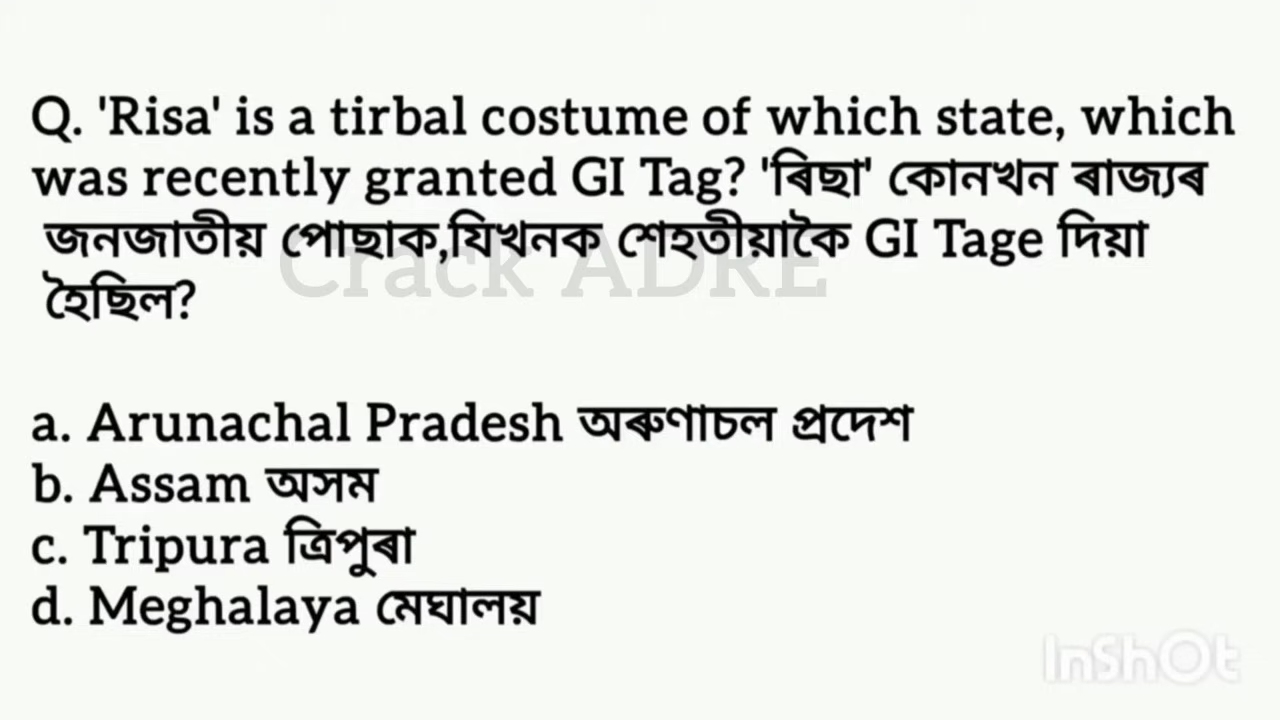 Q. 'Risa' is a tirbal costume of which state, which
was recently granted GI Tag? 'ৰিছা' কোনখন ৰাজ্যৰ
জনজাতীয় পোছাক,যিখনক শেহতীয়াকৈ GI Tage দিয়া
হৈছিল?
Crack ADRE
a. Arunachal Pradesh অৰুণাচল প্ৰদেশ
b. Assam অসম
c. Tripura ত্ৰিপুৰা
d. Meghalaya মেঘালয়
InShOt